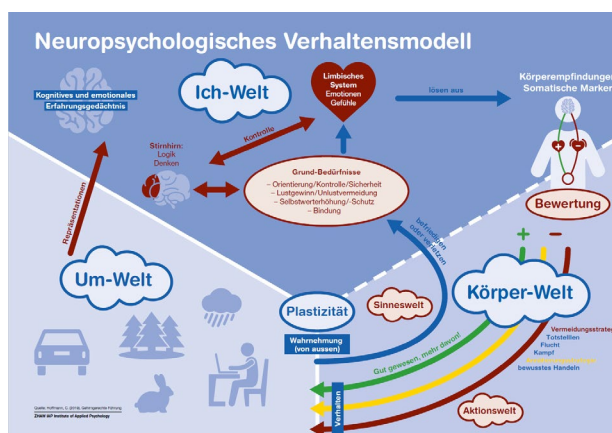 Neuropsychologisches Verhaltensmodell
Kognitives und emotionales
Erfahrungsgedächtnis
Ich-Welt
Limbisches
System
Emotionen
Gefühle
lösen aus
Körperempfindungen
Somatische Marker
Kontrolle
Stirnhirn:
Logik
Denken
Grund-Bedürfnisse
– Orientierung/Kontrolle/Sicherheit
– Lustgewinn/Unlustvermeidung
– Selbstwerterhöhung/-Schutz
– Bindung
Bewertung
+ –
Repräsentationen
befriedigen
oder verletzen
Um-Welt
Plastizität
Sinneswelt
Körper-Welt
Wahrnehmung
(von aussen)
Gut gewesen, mehr davon!
Vermeidungsstrateg
Totstellen
Flucht
Kampf
bewusstes Handeln
Verhalten
Aktionswelt
ZHAW IAP Institute of Applied Psychology